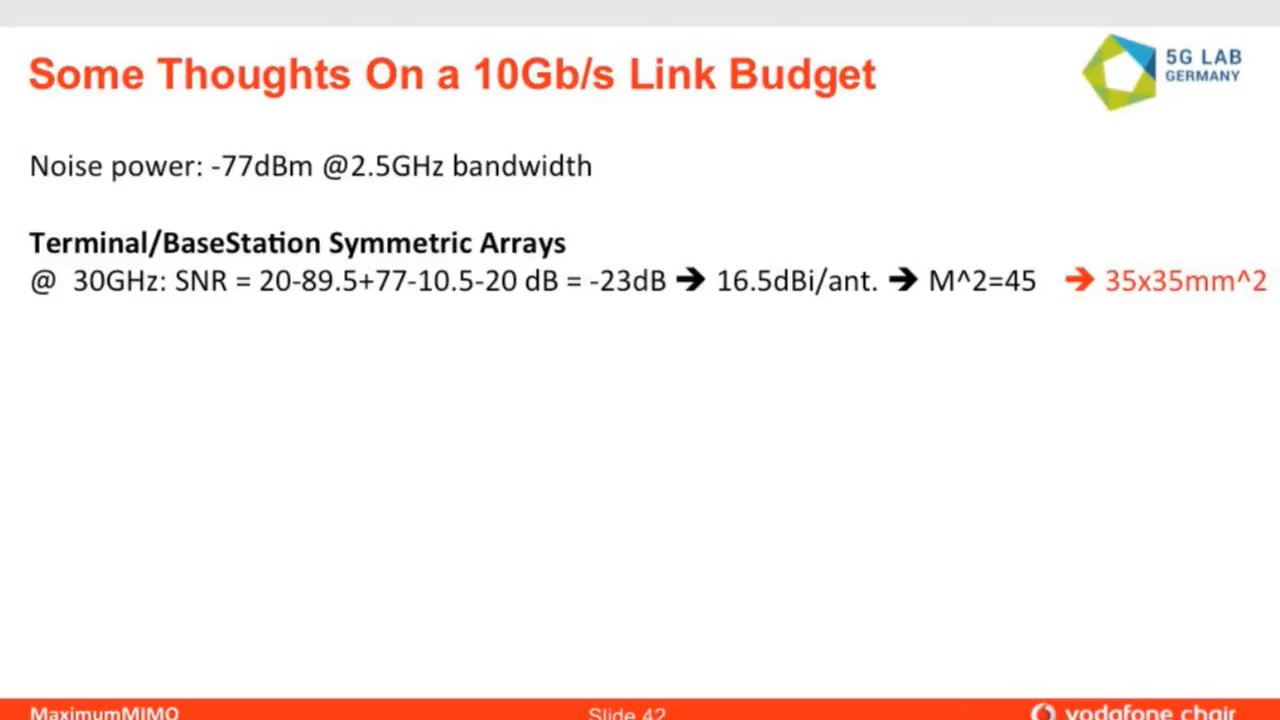 Some Thoughts On a 10Gb/s Link Budget
5G LAB
GERMANY
Noise power: -77dBm @2.5GHz bandwidth
Terminal/BaseStation Symmetric Arrays
@ 30GHz: SNR = 20-89.5+77-10.5-20 dB = -23dB ➔ 16.5dBi/ant. ➔ M^2=45 ➔ 35x35mm^2
MaximumMIMO
Slide 42
vodafone chair